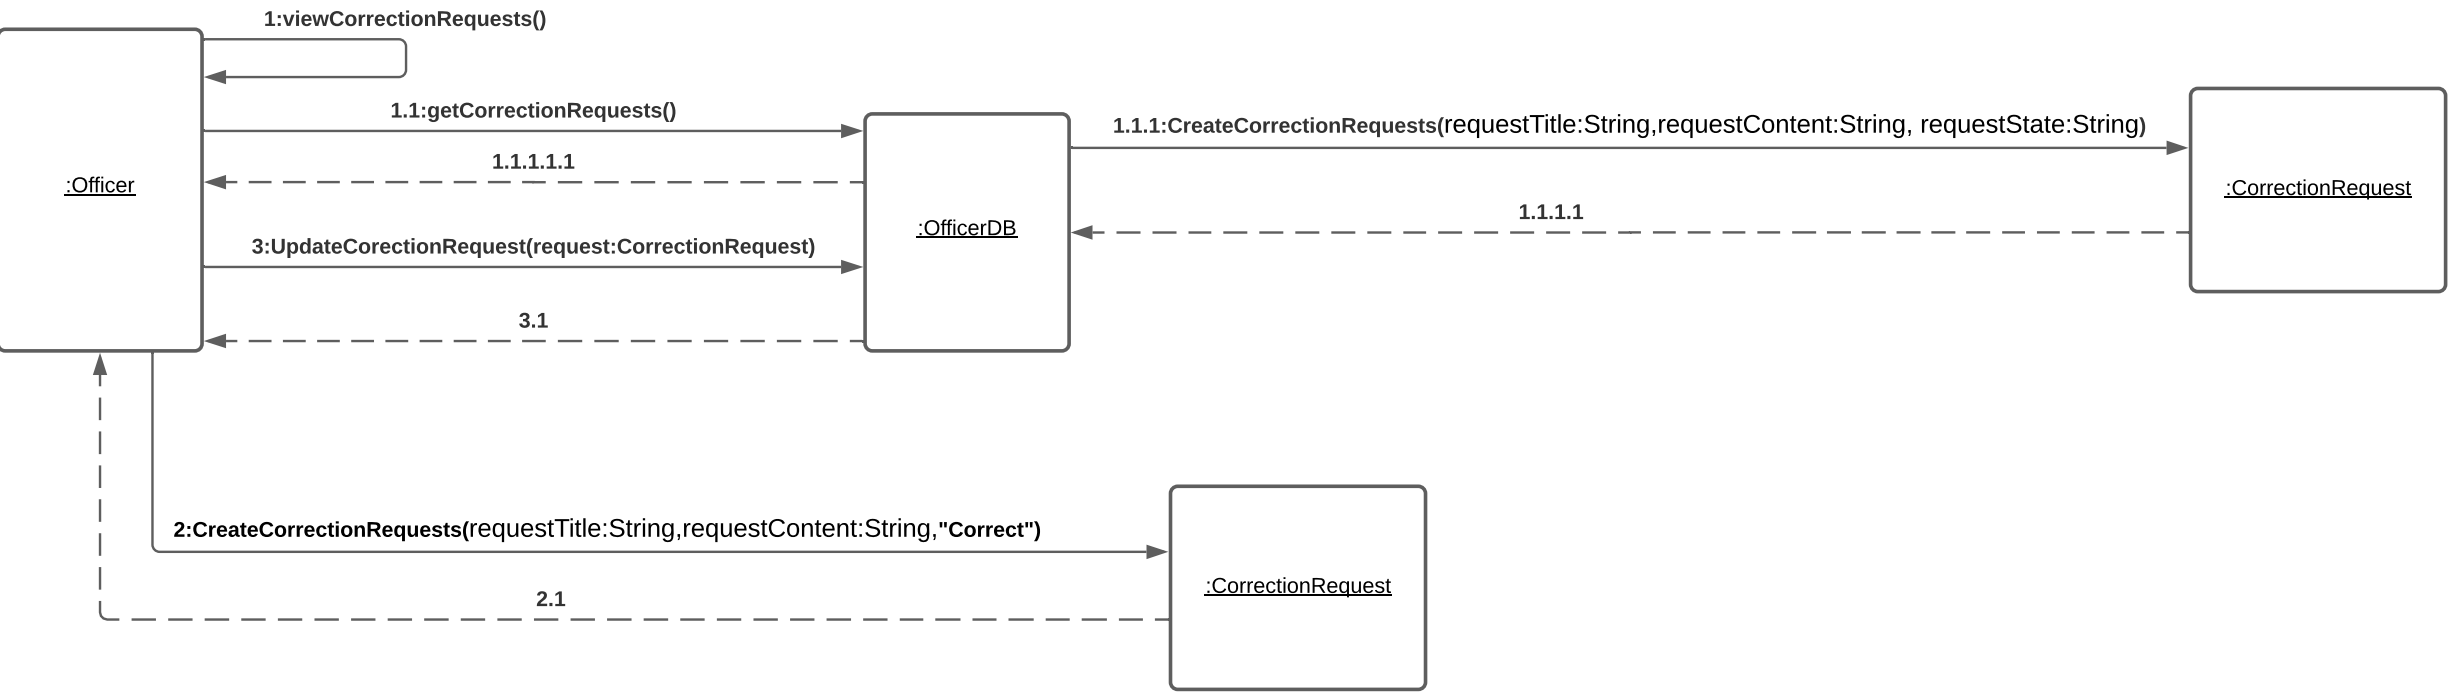 1:viewCorrectionRequests()
1.1:getCorrectionRequests()
1.1.1:CreateCorrectionRequests(requestTitle:String,requestContent:String, requestState:String)
1.1.1.1.1
:Officer
:CorrectionRequest
1.1.1.1
:OfficerDB
3:UpdateCorectionRequest(request:CorrectionRequest)
3.1
2:CreateCorrectionRequests(requestTitle:String,requestContent:String,"Correct")
:CorrectionRequest
2.1